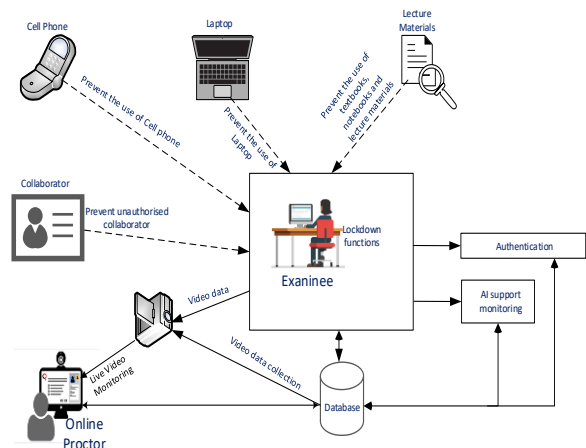 Cell Phone
Laptop
Lecture
Materials
Prevent the use of Cell phone
Prevent the use of
Laptop
Prevent the use of
textbooks,
notebooks and
lecture materials
Collaborator
Prevent unauthorised
collaborator
Lockdown
functions
Exaninee
Authentication
AI support
monitoring
Video data
Video data collection
Live Video
Monitoring
Database
Online
Proctor